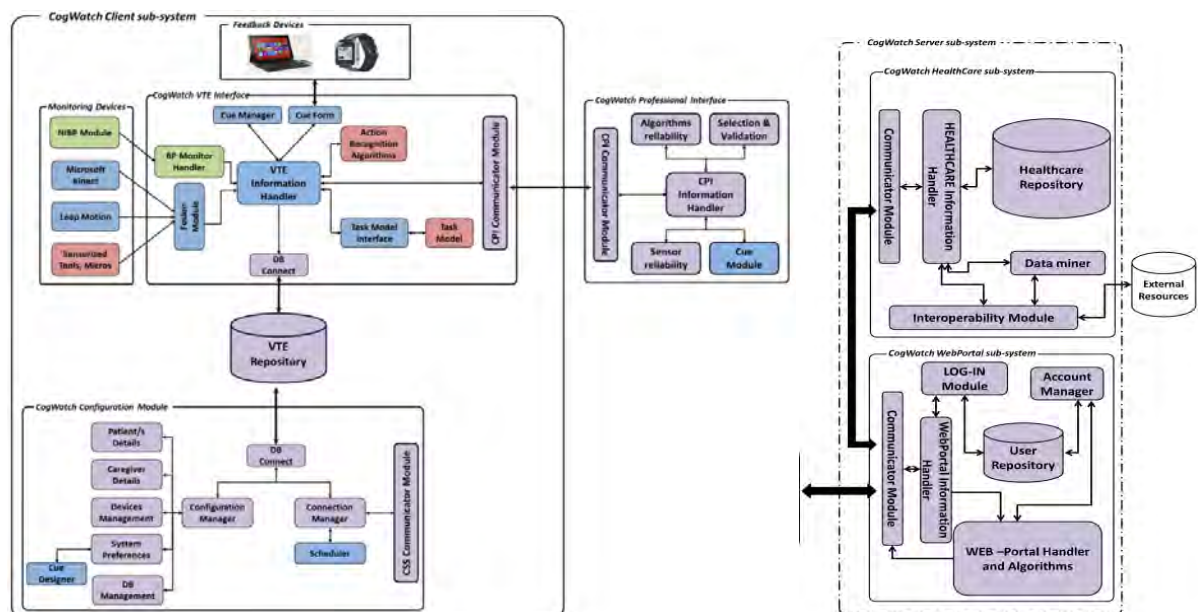 CogWatch Client sub-system
Feedback Devices
CogWatch VTE Interface
Monitoring Devices
NIBP Module
Microsoft
Kinect
Leap Motion
Sensorized
Tools, Micros
Fusion Module
BP Monitor
Handler
Cue Manager
Cue Form
Action
Recognition
Algorithms
VTE
Information
Handler
Task Model
Interface
Task
Model
DB
Connect
CPI Communicator Module
VTE
Repository
CogWatch Configuration Module
Patient/s
Details
Caregiver
Details
Devices
Management
System
Preferences
Cue
Designer
DB
Management
Configuration
Manager
DB
Connect
Connection
Manager
Scheduler
CSS Communicator Module
CogWatch Professional Interface
CPI Communicator Module
Algorithms
reliability
Selection &
Validation
CPI
Information
Handler
Sensor
reliability
Cue
Module
CogWatch Server sub-system
CogWatch HealthCare sub-system
Communicator Module
HEALTHCARE Information
Handler
Healthcare
Repository
Data miner
Interoperability Module
External
Resources
CogWatch WebPortal sub-system
LOG-IN
Module
Account
Manager
Communicator Module
WebPortal Information
Handler
User
Repository
WEB –Portal Handler
and Algorithms